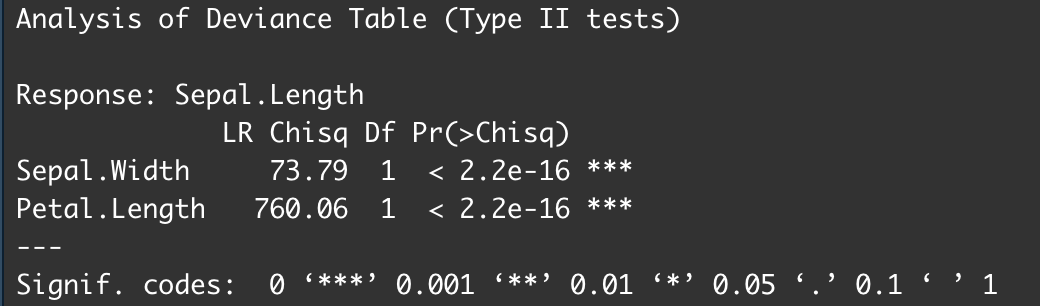 Analysis of Deviance Table (Type II tests)

Response: Sepal.Length
             LR Chisq Df Pr(>Chisq)
Sepal.Width     73.79  1  < 2.2e-16 ***
Petal.Length   760.06  1  < 2.2e-16 ***
---
Signif. codes:  0 ‘***’ 0.001 ‘**’ 0.01 ‘*’ 0.05 ‘.’ 0.1 ‘ ’ 1